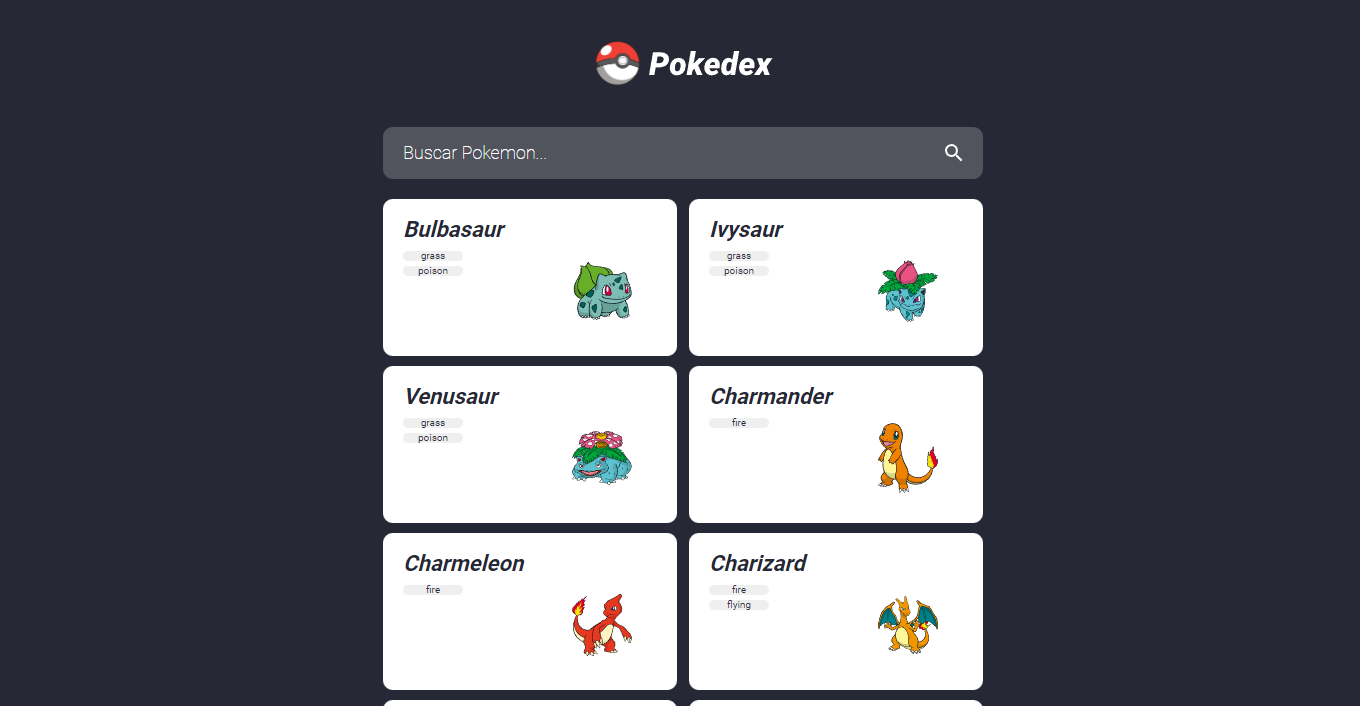 Pokedex
Buscar Pokemon...
Bulbasaur
grass
poison
Ivysaur
grass
poison
Venusaur
grass
poison
Charmander
fire
Charmeleon
fire
Charizard
fire
flying